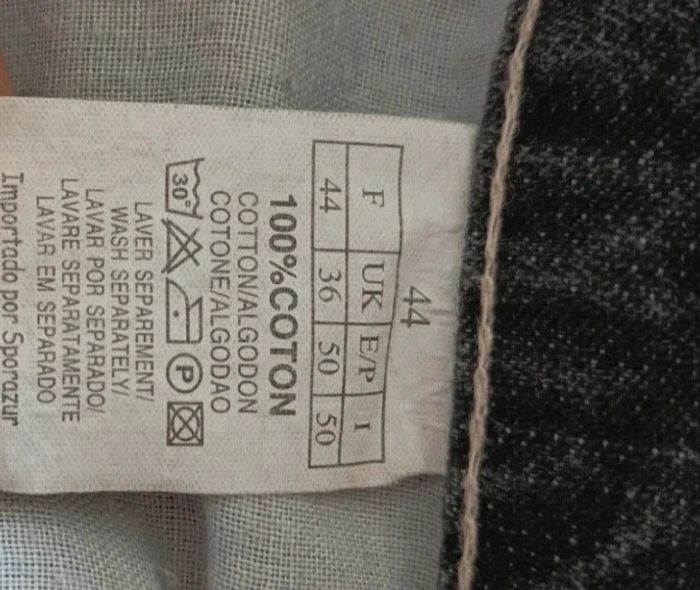 44
F UK E/P I
44 36 50 50
100%COTON
COTTON/ALGODON
COTONE/ALGODAO
30° P
LAVER SEPAREMENT/
WASH SEPARATELY/
LAVAR POR SEPARADO/
LAVARE SEPARATAMENTE
LAVAR EM SEPARADO
Importado por Sporazur